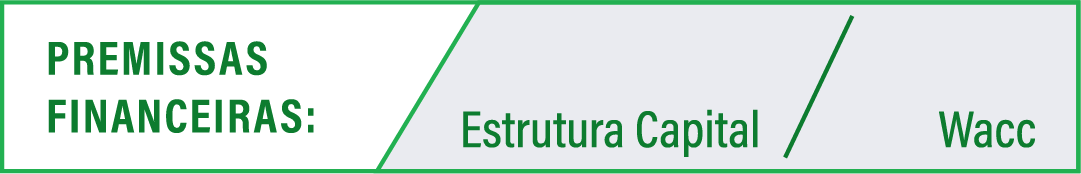 PREMISSAS
FINANCEIRAS:
Estrutura Capital / Wacc